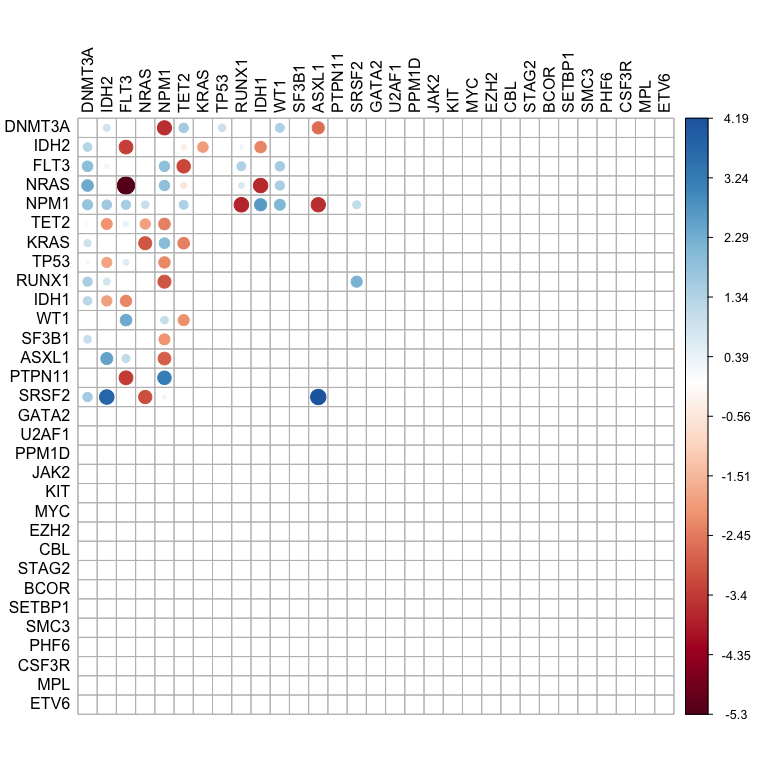 DNMT3A
IDH2
FLT3
NRAS
NPM1
TET2
KRAS
TP53
RUNX1
IDH1
WT1
SF3B1
ASXL1
PTPN11
SRSF2
GATA2
U2AF1
PPM1D
JAK2
KIT
MYC
EZH2
CBL
STAG2
BCOR
SETBP1
SMC3
PHF6
CSF3R
MPL
ETV6
DNMT3A
IDH2
FLT3
NRAS
NPM1
TET2
KRAS
TP53
RUNX1
IDH1
WT1
SF3B1
ASXL1
PTPN11
SRSF2
GATA2
U2AF1
PPM1D
JAK2
KIT
MYC
EZH2
CBL
STAG2
BCOR
SETBP1
SMC3
PHF6
CSF3R
MPL
ETV6
4.19
3.24
2.29
1.34
0.39
-0.56
-1.51
-2.45
-3.4
-4.35
-5.3